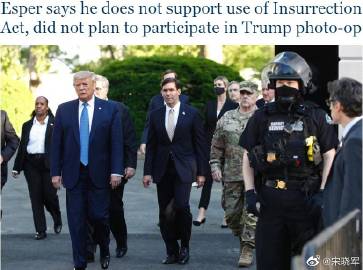 Esper says he does not support use of Insurrection
Act, did not plan to participate in Trump photo-op
@宋晓军